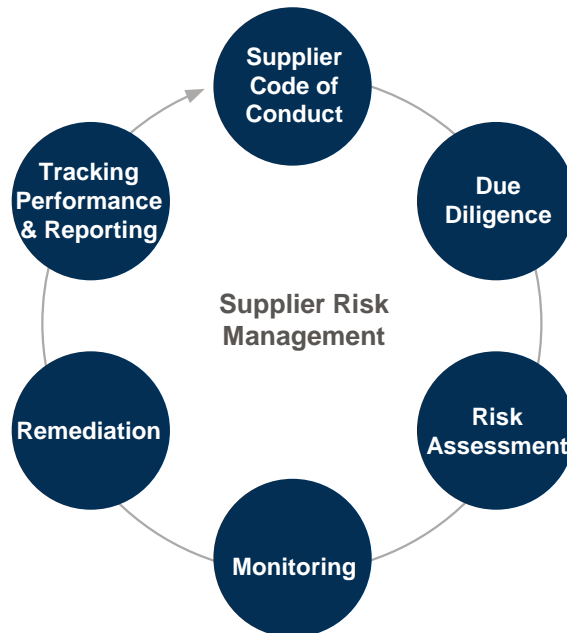 Supplier
Code of
Conduct
Due
Diligence
Risk
Assessment
Monitoring
Remediation
Tracking
Performance
& Reporting
Supplier Risk
Management